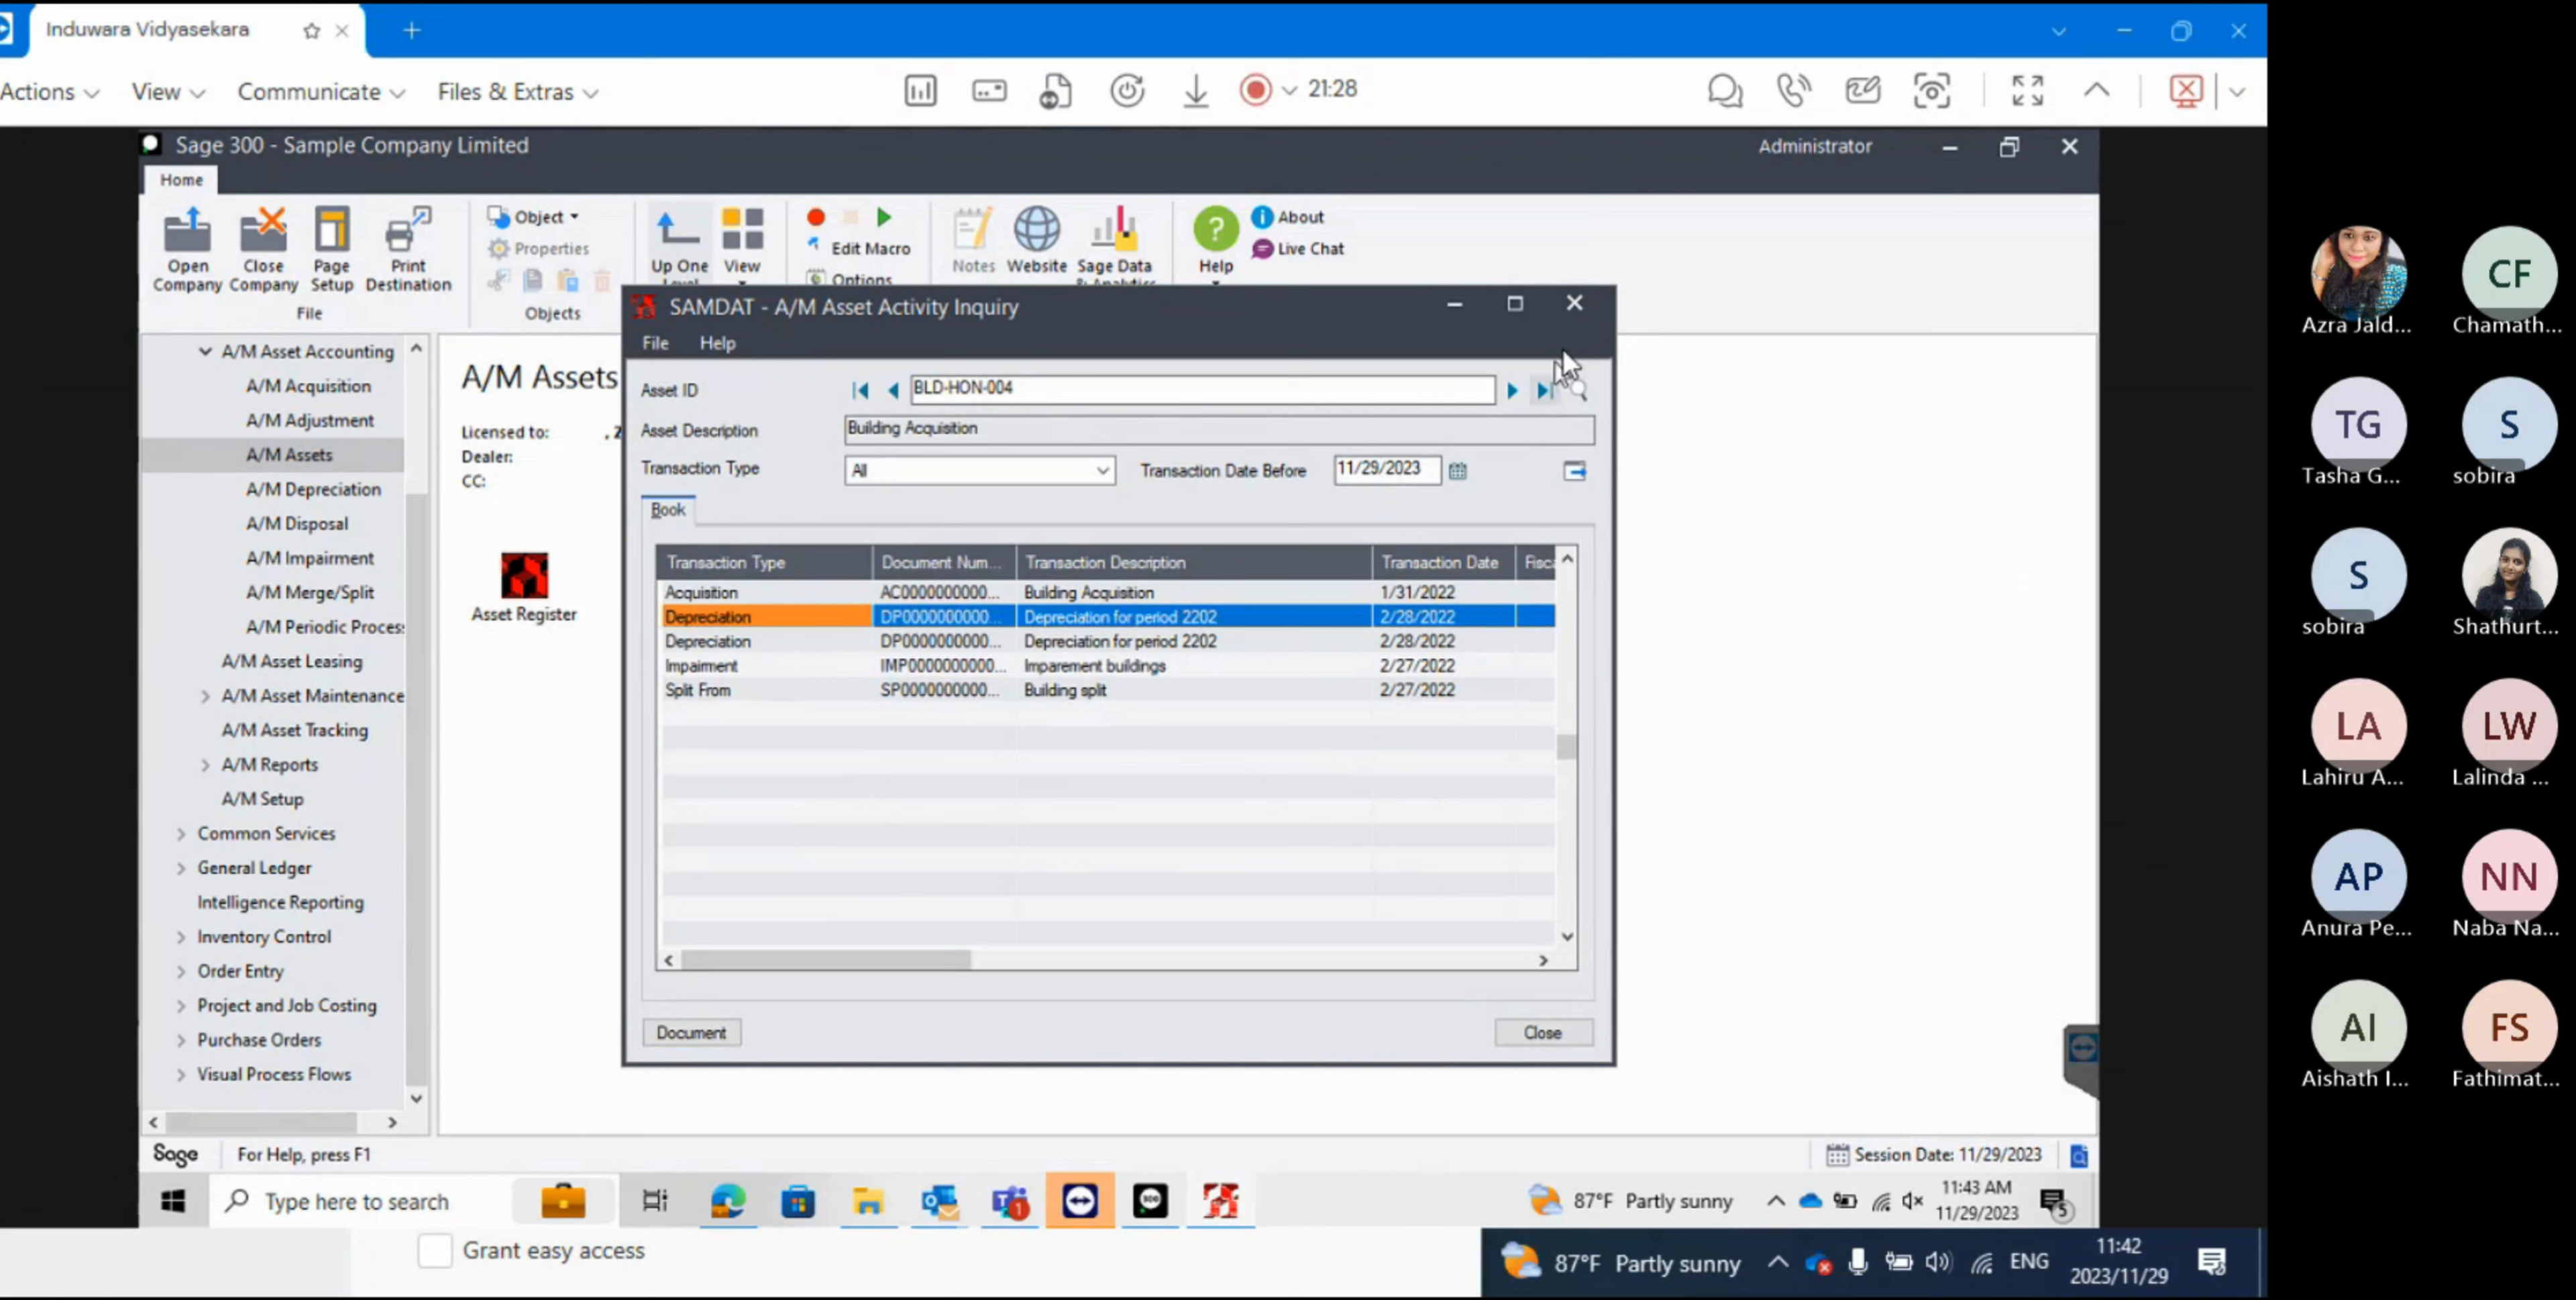 Induwara Vidyasekara
Actions View Communicate Files & Extras 21:28
Sage 300 - Sample Company Limited Administrator
Home
Open Company
Close Company
Page Setup
Print Destination
File
Object
Properties
Objects
Up One
View
Edit Macro
Options
Notes
Website
Sage Data
Help
About
Live Chat
A/M Asset Accounting
A/M Acquisition
A/M Adjustment
A/M Assets
A/M Depreciation
A/M Disposal
A/M Impairment
A/M Merge/Split
A/M Periodic Proces
A/M Asset Leasing
A/M Asset Maintenance
A/M Asset Tracking
A/M Reports
A/M Setup
Common Services
General Ledger
Intelligence Reporting
Inventory Control
Order Entry
Project and Job Costing
Purchase Orders
Visual Process Flows
A/M Assets
Licensed to: , 2
Dealer:
CC:
Asset Register
SAMDAT - A/M Asset Activity Inquiry
File Help
Asset ID BLD-HON-004
Asset Description Building Acquisition
Transaction Type All Transaction Date Before 11/29/2023
Book
Transaction Type Document Num... Transaction Description Transaction Date Fisc
Acquisition AC0000000000... Building Acquisition 1/31/2022
Depreciation DP0000000000... Depreciation for period 2202 2/28/2022
Depreciation DP0000000000... Depreciation for period 2202 2/28/2022
Impairment IMP0000000000... Imparement buildings 2/27/2022
Split From SP0000000000... Building split 2/27/2022
Document Close
Sage For Help, press F1 Session Date: 11/29/2023
Type here to search 87°F Partly sunny 11:43 AM
11/29/2023
5
Grant easy access
87°F Partly sunny ENG 11:42
2023/11/29
Azra Jald...
CF
Chamath...
TG
Tasha G...
S
sobira
S
sobira
Shathurt...
LA
Lahiru A...
LW
Lalinda ...
AP
Anura Pe...
NN
Naba Na...
AI
Aishath I...
FS
Fathimat...